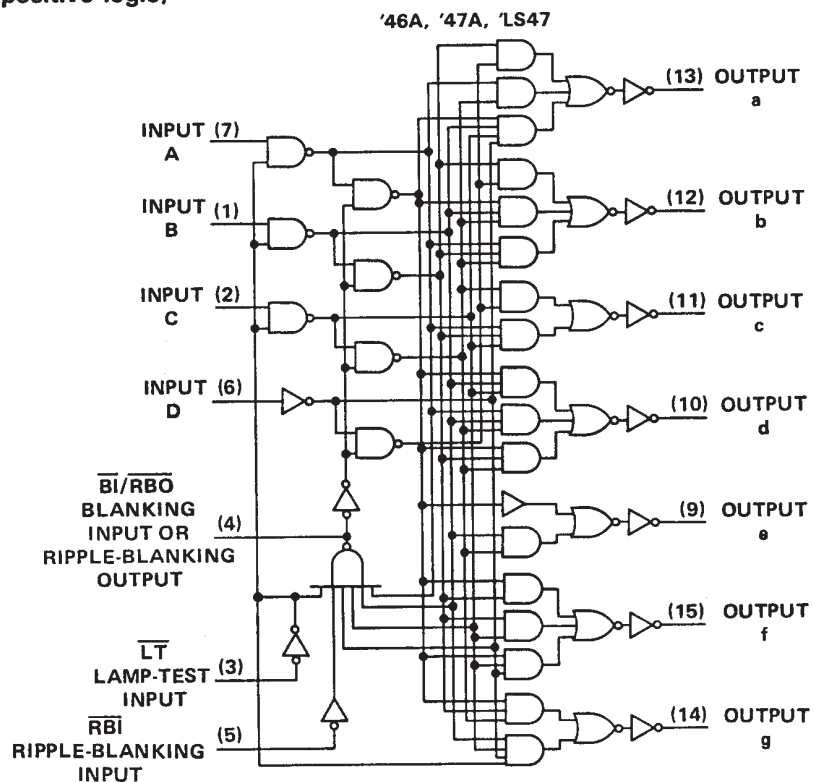 positive logic)
'46A, '47A, 'LS47
(13) OUTPUT
a
INPUT (7)
A
(12) OUTPUT
b
INPUT (1)
B
(11) OUTPUT
c
INPUT (2)
C
INPUT (6)
D
(10) OUTPUT
d
BI/RBO
BLANKING
INPUT OR (4)
RIPPLE-BLANKING
OUTPUT
(9) OUTPUT
e
(15) OUTPUT
f
LT
LAMP-TEST (3)
INPUT
(14) OUTPUT
g
RBI
RIPPLE-BLANKING (5)
INPUT